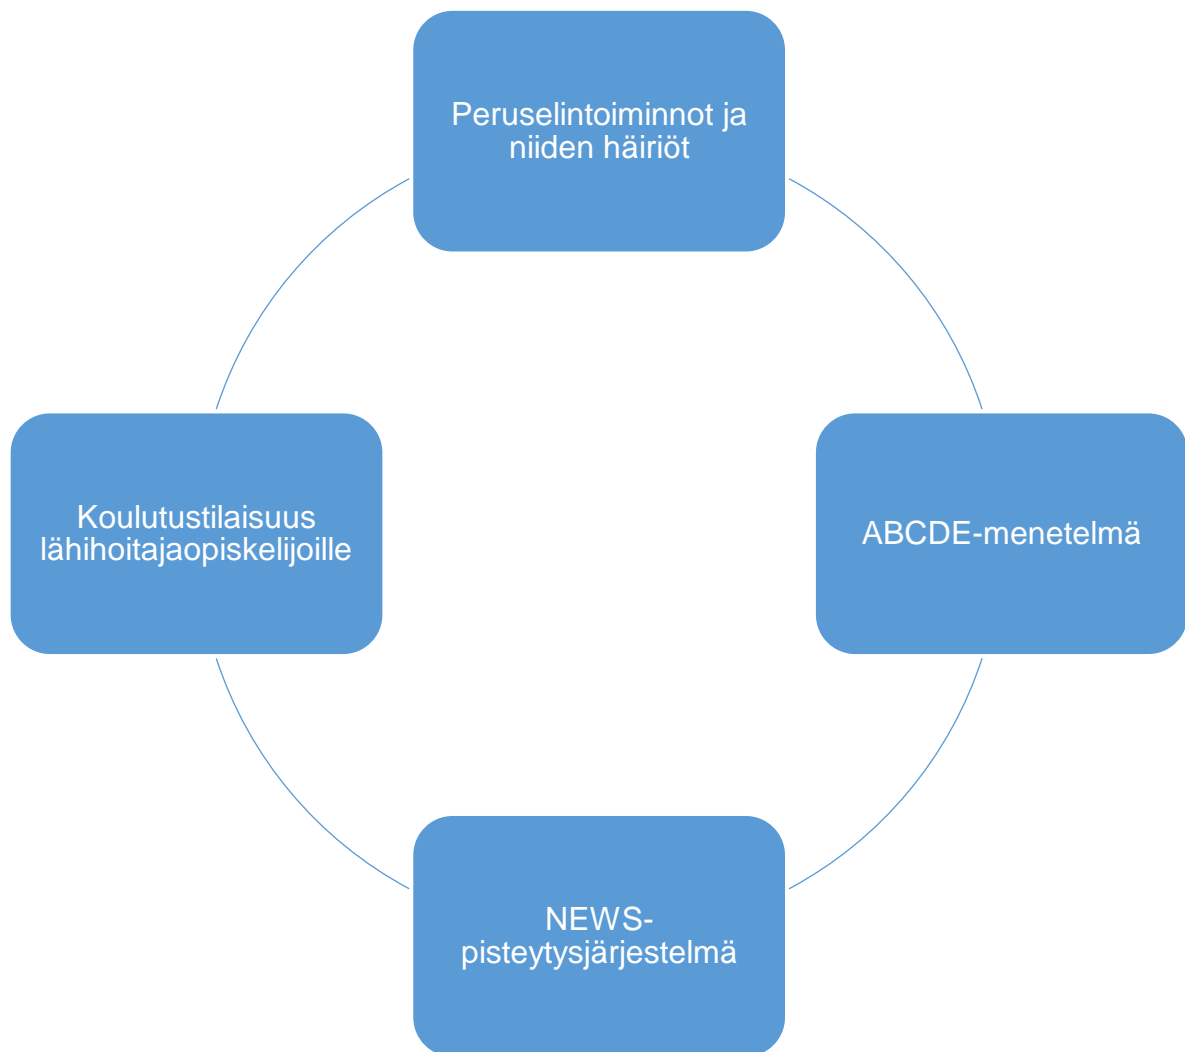 Peruselintoiminnot ja
niiden häiriöt
Koulutustilaisuus
lähihoitajaopiskelijoille
ABCDE-menetelmä
NEWS-
pisteytysjärjestelmä